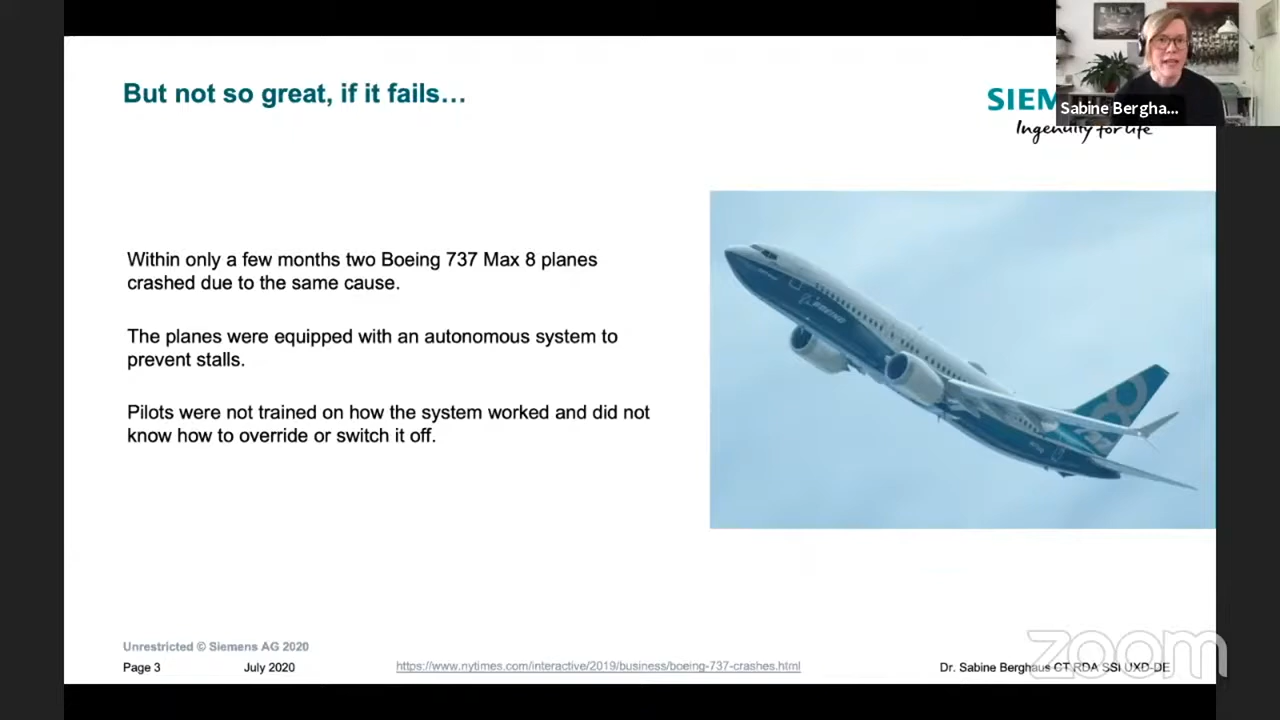 But not so great, if it fails…
SIEM
Ingenuity for life
Sabine Bergha...
Within only a few months two Boeing 737 Max 8 planes
crashed due to the same cause.
The planes were equipped with an autonomous system to
prevent stalls.
Pilots were not trained on how the system worked and did not
know how to override or switch it off.
BOEING
8
Unrestricted © Siemens AG 2020
Page 3
July 2020
https://www.nytimes.com/interactive/2019/business/boeing-737-crashes.html
Dr. Sabine Berghaus CT RDA SSI UXD-DE
zoom